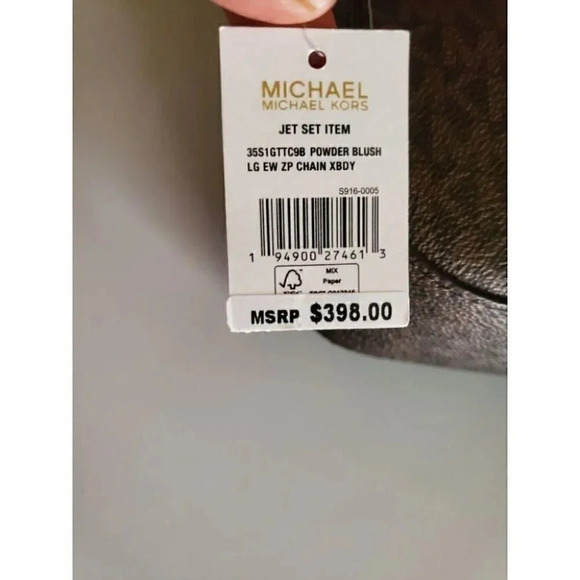 MICHAEL
MICHAEL KORS
JET SET ITEM
35S1GTTC9B POWDER BLUSH
LG EW ZP CHAIN XBDY
S916-0005
1 94900 27461 3
MIX
Paper
MSRP $398.00